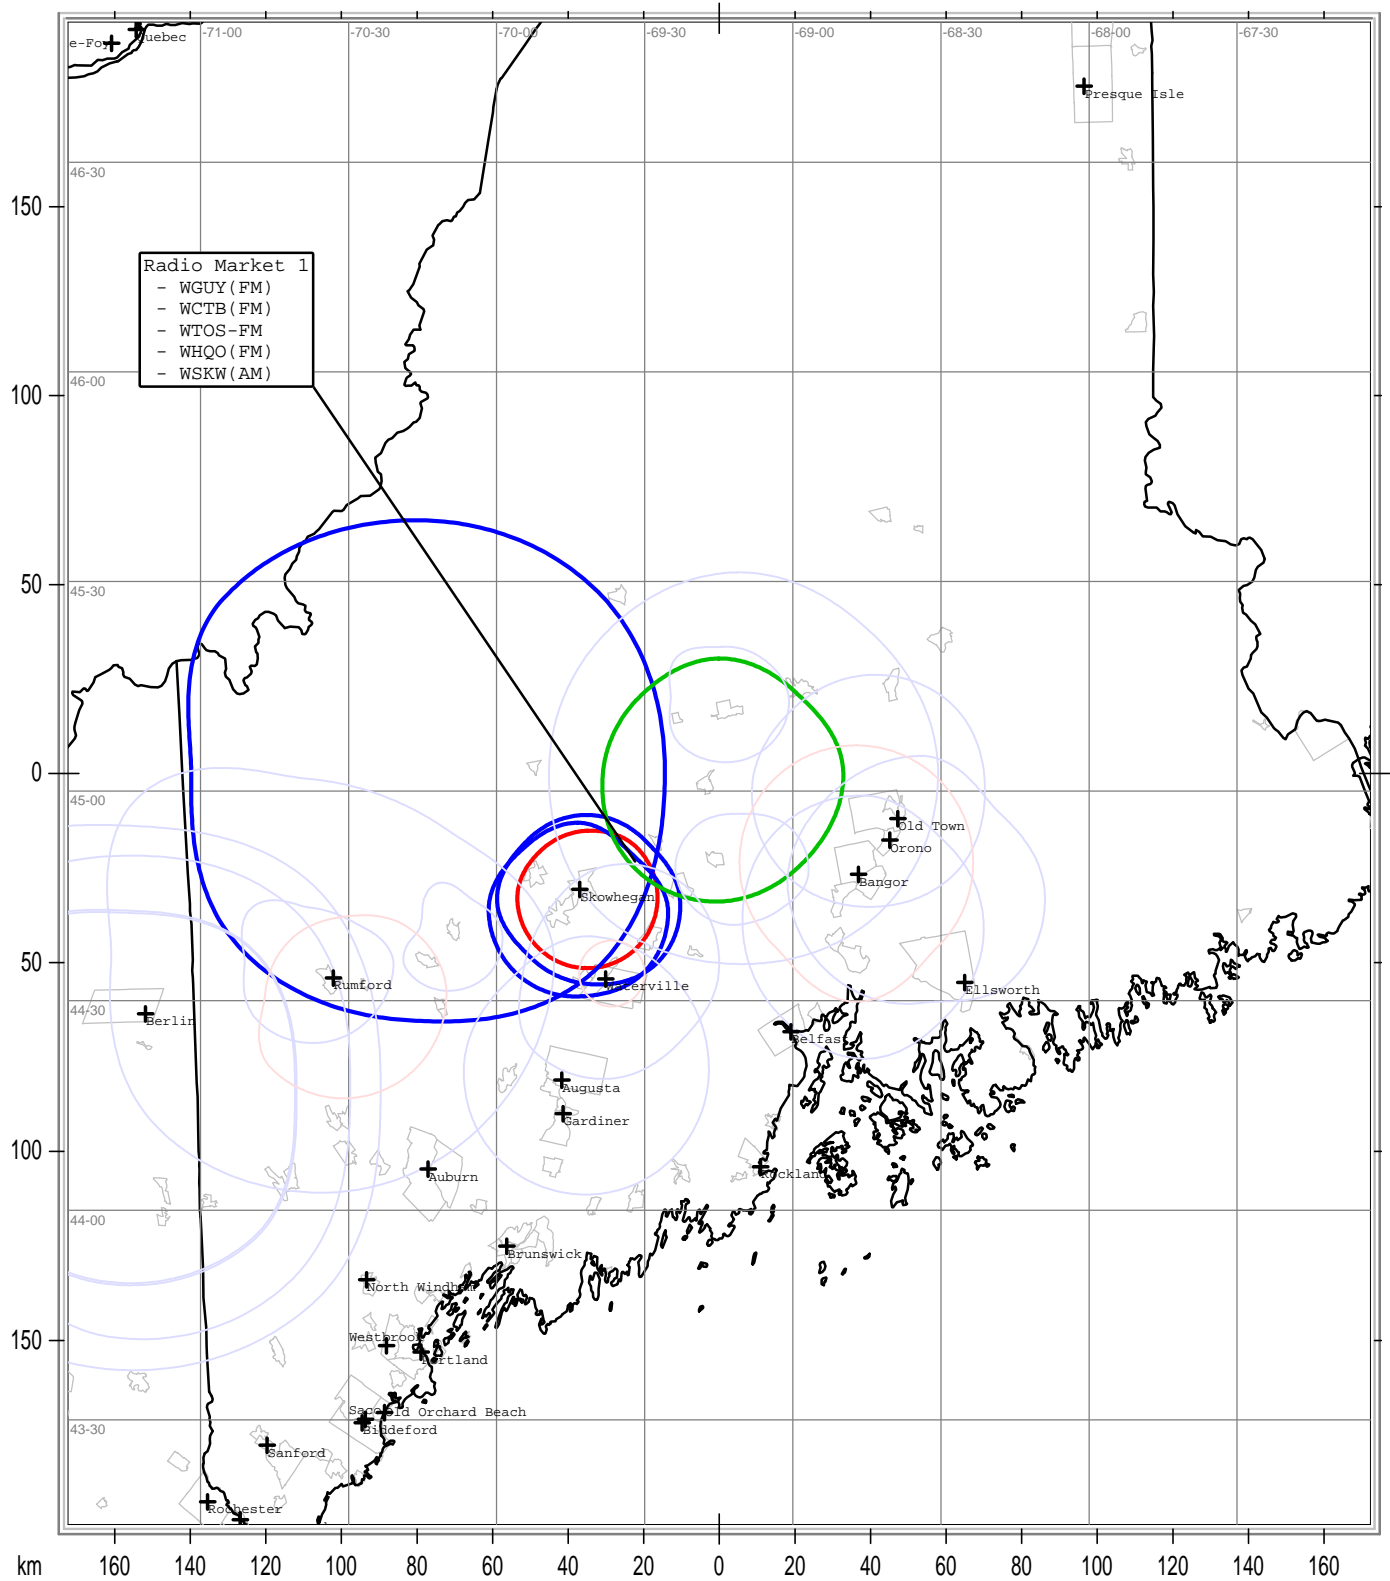 -71-00
-70-30
-70-00
-69-30
-69-00
-68-30
-68-00
-67-30
e-Foy
Quebec
Presque Isle
46-30
150
Radio Market 1
- WGUY(FM)
- WCTB(FM)
- WTOS-FM
- WHQO(FM)
- WSKW(AM)
46-00
100
50
45-30
0
45-00
Old Town
Orono
Bangor
Skowhegan
50
Rumford
Waterville
Ellsworth
44-30
Berlin
Belfast
Augusta
Gardiner
100
Auburn
Rockland
44-00
Brunswick
North Windham
150
Westbrook
Portland
Saco
Old Orchard Beach
43-30
Biddeford
Sanford
Rochester
km 160 140 120 100 80 60 40 20 0 20 40 60 80 100 120 140 160